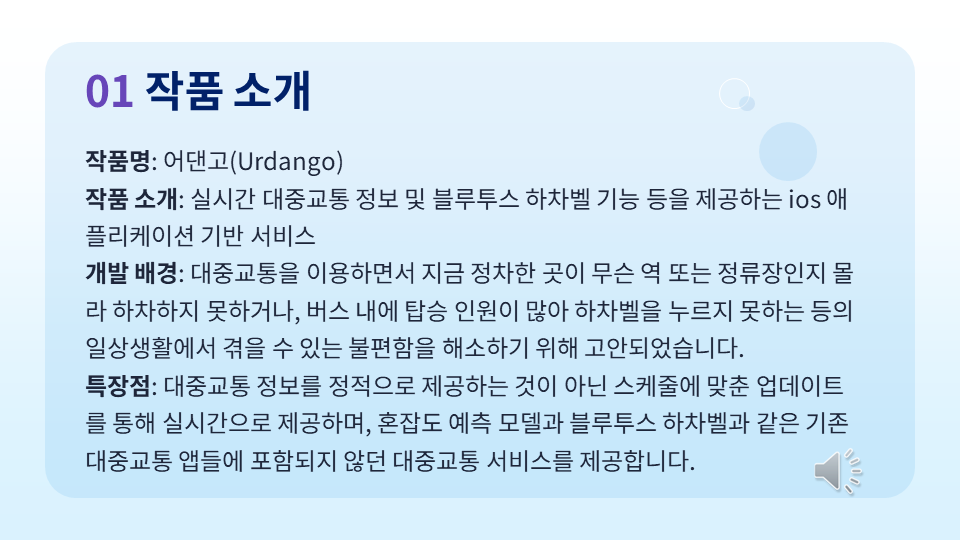 01 작품 소개
작품명: 어댄고(Urdango)
작품 소개: 실시간 대중교통 정보 및 블루투스 하차벨 기능 등을 제공하는 ios 애
플리케이션 기반 서비스
개발 배경: 대중교통을 이용하면서 지금 정차한 곳이 무슨 역 또는 정류장인지 몰
라 하차하지 못하거나, 버스 내에 탑승 인원이 많아 하차벨을 누르지 못하는 등의
일상생활에서 겪을 수 있는 불편함을 해소하기 위해 고안되었습니다.
특장점: 대중교통 정보를 정적으로 제공하는 것이 아닌 스케줄에 맞춘 업데이트
를 통해 실시간으로 제공하며, 혼잡도 예측 모델과 블루투스 하차벨과 같은 기존
대중교통 앱들에 포함되지 않던 대중교통 서비스를 제공합니다.